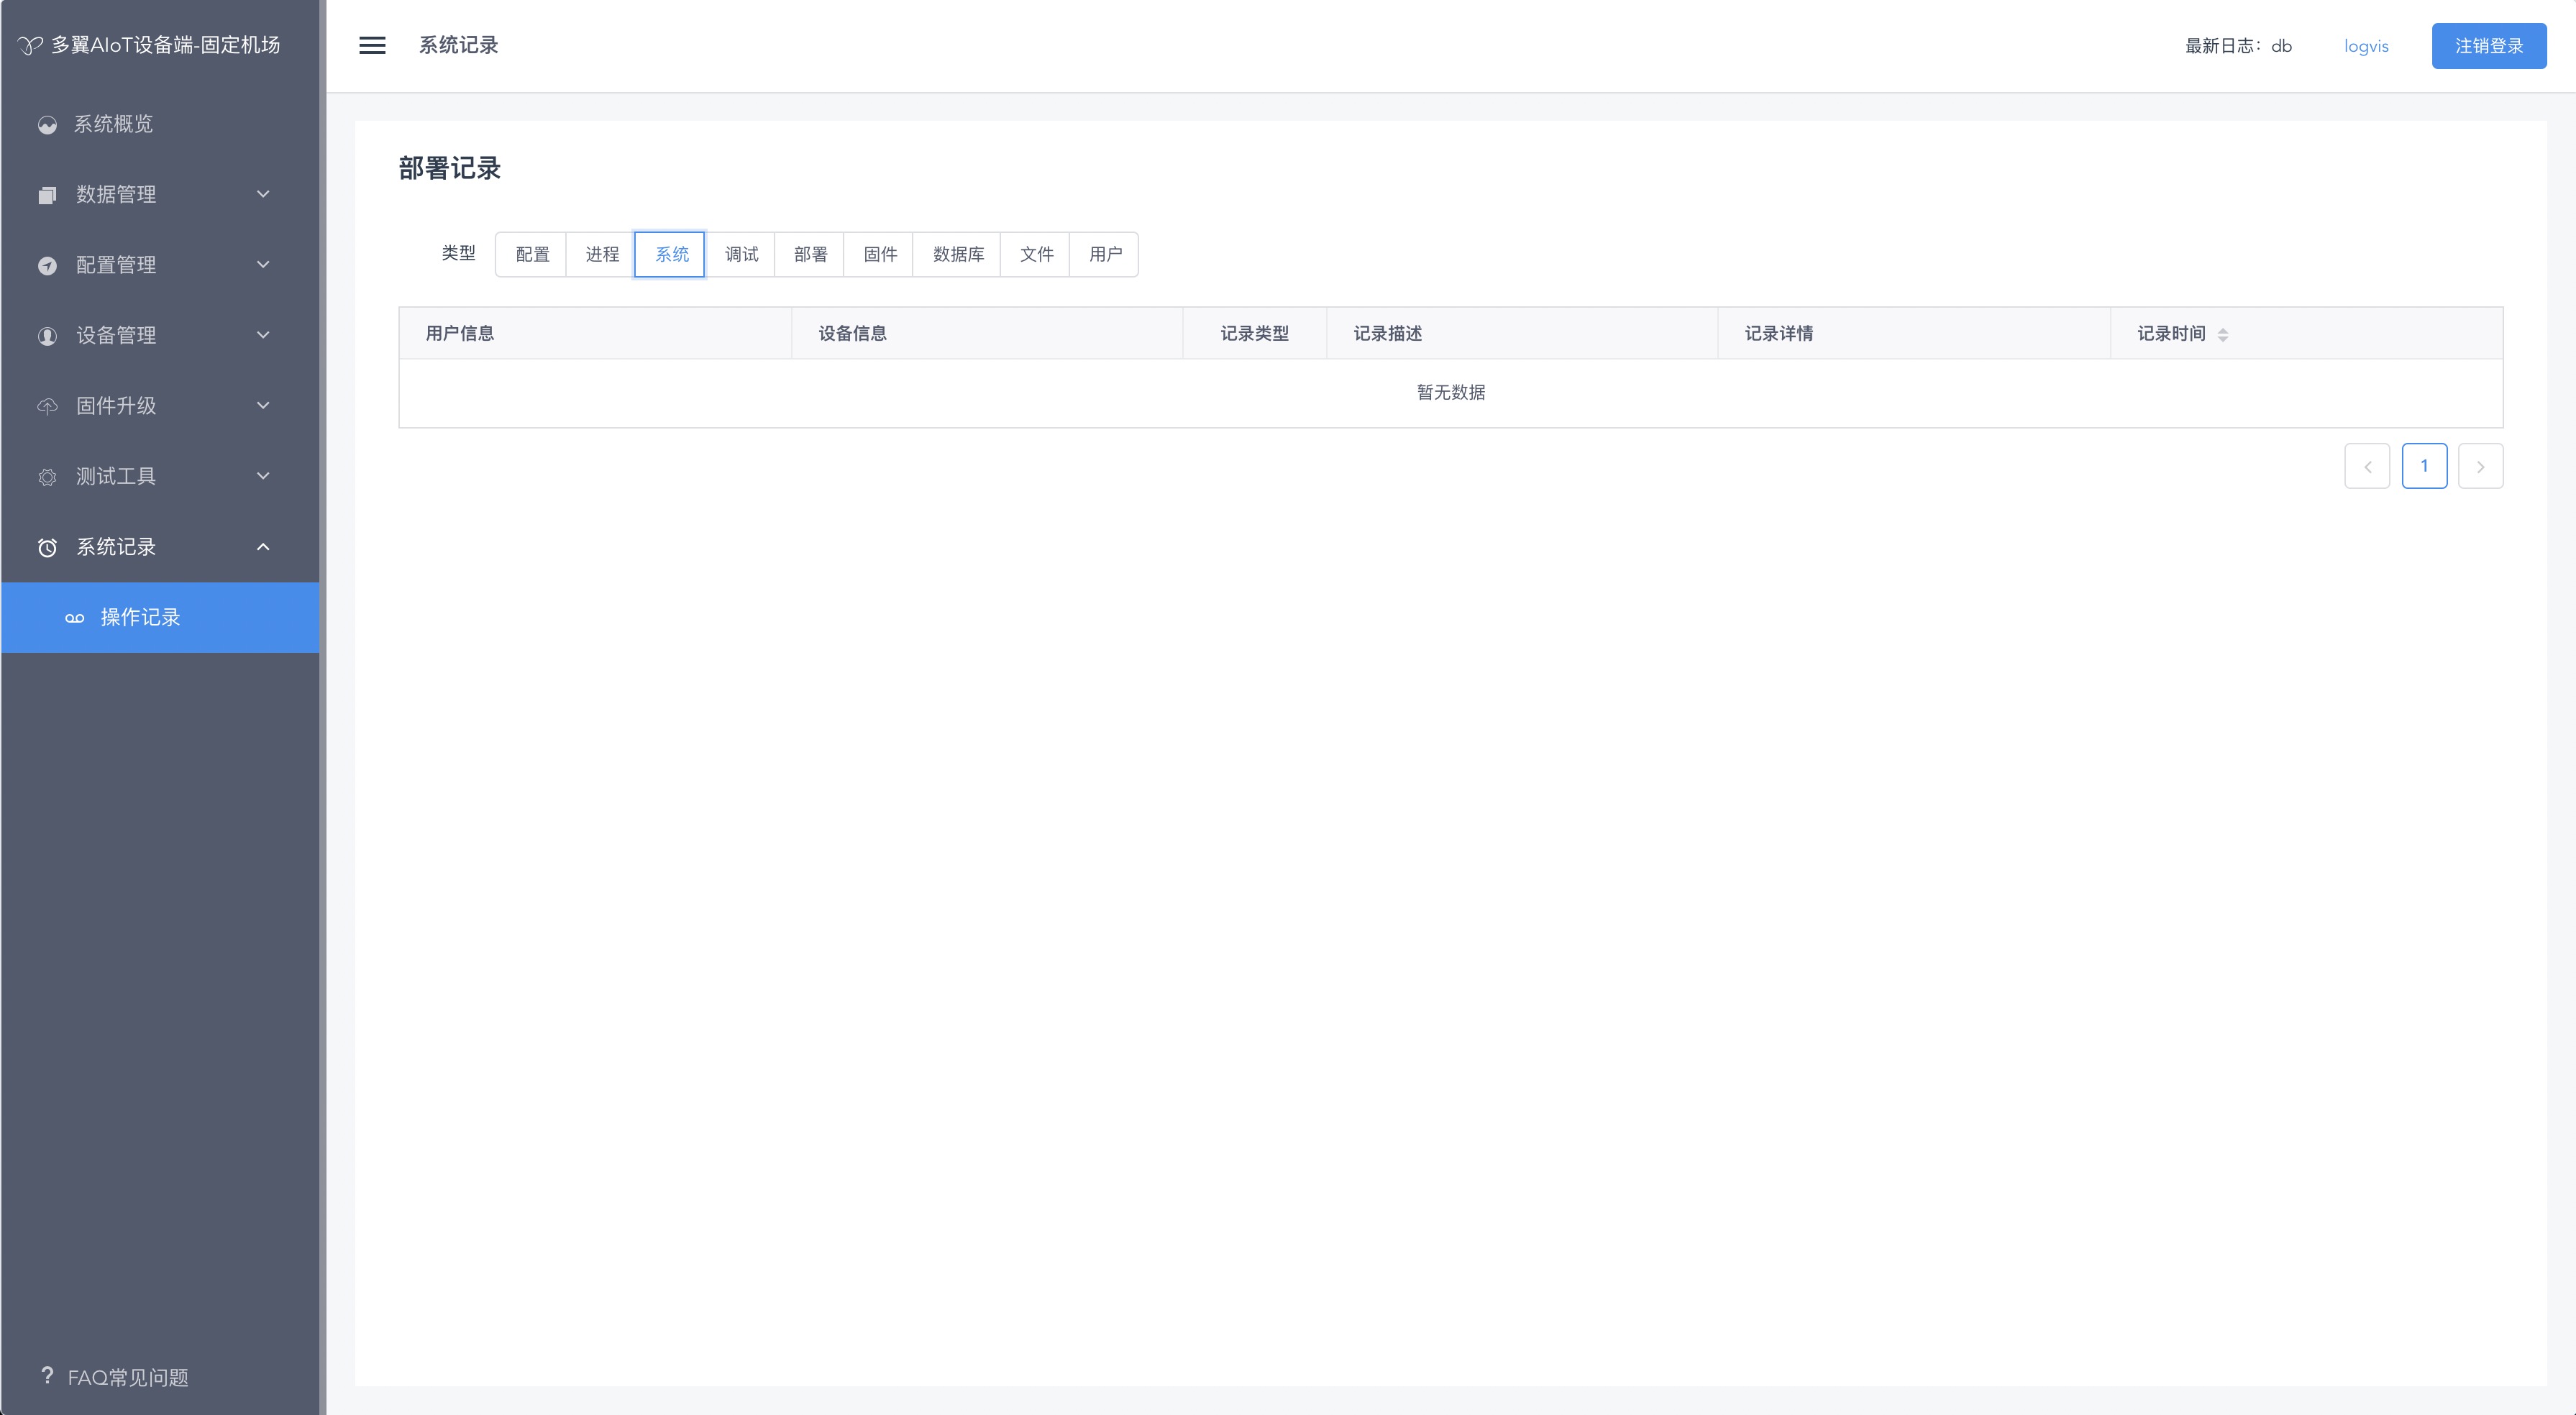 多翼AIoT设备端-固定机场
系统概览
数据管理
配置管理
设备管理
固件升级
测试工具
系统记录
操作记录
? FAQ常见问题
系统记录
最新日志：db logvis 注销登录
部署记录
类型 配置 进程 系统 调试 部署 固件 数据库 文件 用户
用户信息 设备信息 记录类型 记录描述 记录详情 记录时间
暂无数据
1